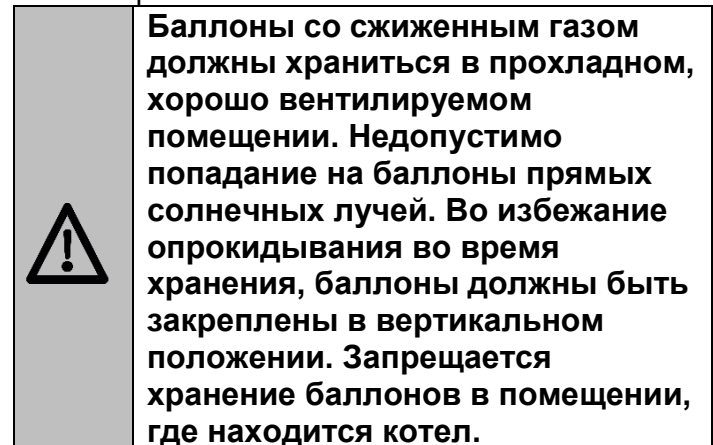 Баллоны со сжиженным газом
должны храниться в прохладном,
хорошо вентилируемом
помещении. Недопустимо
попадание на баллоны прямых
солнечных лучей. Во избежание
опрокидывания во время
хранения, баллоны должны быть
закреплены в вертикальном
положении. Запрещается
хранение баллонов в помещении,
где находится котел.